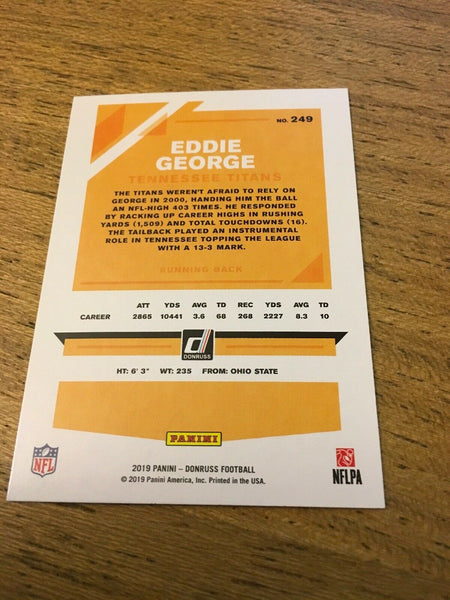 NO. 249
EDDIE
GEORGE
TENNESSEE TITANS
THE TITANS WEREN'T AFRAID TO RELY ON
GEORGE IN 2000, HANDING HIM THE BALL
AN NFL-HIGH 403 TIMES. HE RESPONDED
BY RACKING UP CAREER HIGHS IN RUSHING
YARDS (1,509) AND TOTAL TOUCHDOWNS (16).
THE TAILBACK PLAYED AN INSTRUMENTAL
ROLE IN TENNESSEE TOPPING THE LEAGUE
WITH A 13-3 MARK.
RUNNING BACK
ATT YDS AVG TD REC YDS AVG TD
CAREER 2865 10441 3.6 68 268 2227 8.3 10
DONRUSS
HT: 6' 3" WT: 235 FROM: OHIO STATE
PANINI
NFL
2019 PANINI – DONRUSS FOOTBALL
© 2019 Panini America, Inc. Printed in the USA.
NFLPA